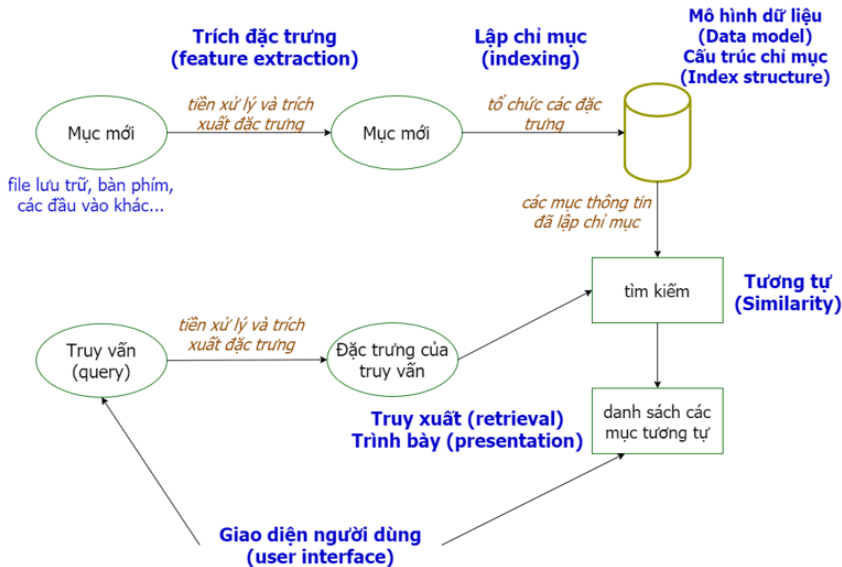 Trích đặc trưng
(feature extraction)
Lập chỉ mục
(indexing)
Mô hình dữ liệu
(Data model)
Cấu trúc chỉ mục
(Index structure)
Mục mới
tiền xử lý và trích
xuất đặc trưng
Mục mới
tổ chức các đặc
trưng
file lưu trữ, bàn phím,
các đầu vào khác...
các mục thông tin
đã lập chỉ mục
tìm kiếm
Tương tự
(Similarity)
Truy vấn
(query)
tiền xử lý và trích
xuất đặc trưng
Đặc trưng của
truy vấn
Truy xuất (retrieval)
Trình bày (presentation)
danh sách các
mục tương tự
Giao diện người dùng
(user interface)